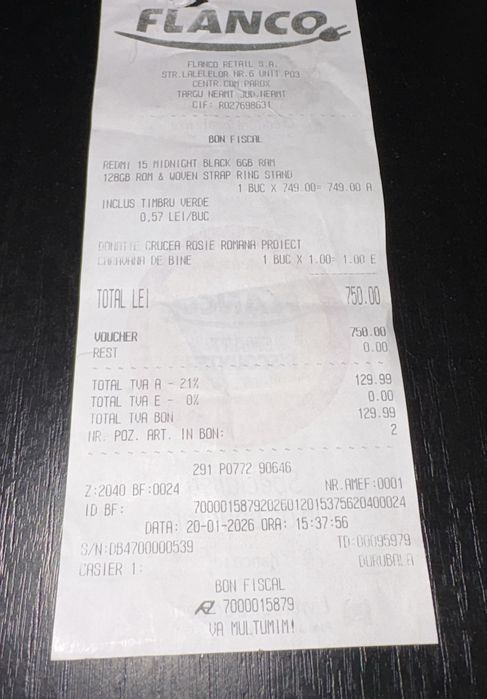 FLANCO
FLANCO RETAIL S.A.
STR.LALELELOR NR.6 UNIT P03
CENTR.COM PAROX
TARGU NEAMT JUD.NEAMT
CIF: RO27698631
BON FISCAL
REDMI 15 MIDNIGHT BLACK 6GB RAM
128GB ROM & WOVEN STRAP RING STAND
1 BUC X 749.00= 749.00 A
INCLUS TIMBRU VERDE
0,57 LEI/BUC
DONATIE CRUCEA ROSIE ROMANA PROIECT
CARAVANA DE BINE 1 BUC X 1.00= 1.00 E
TOTAL LEI 750.00
VOUCHER 750.00
REST 0.00
TOTAL TVA A - 21% 129.99
TOTAL TVA E - 0% 0.00
TOTAL TVA BON 129.99
NR. POZ. ART. IN BON: 2
291 P0772 90646
Z:2040 BF:0024 NR.AMEF:0001
ID BF: 70000158792026012015375620400024
DATA: 20-01-2026 ORA: 15:37:56
S/N:DB4700000539 TD:00095979
CASIER 1: DURUBALA
BON FISCAL
7000015879
VA MULTUMIM!